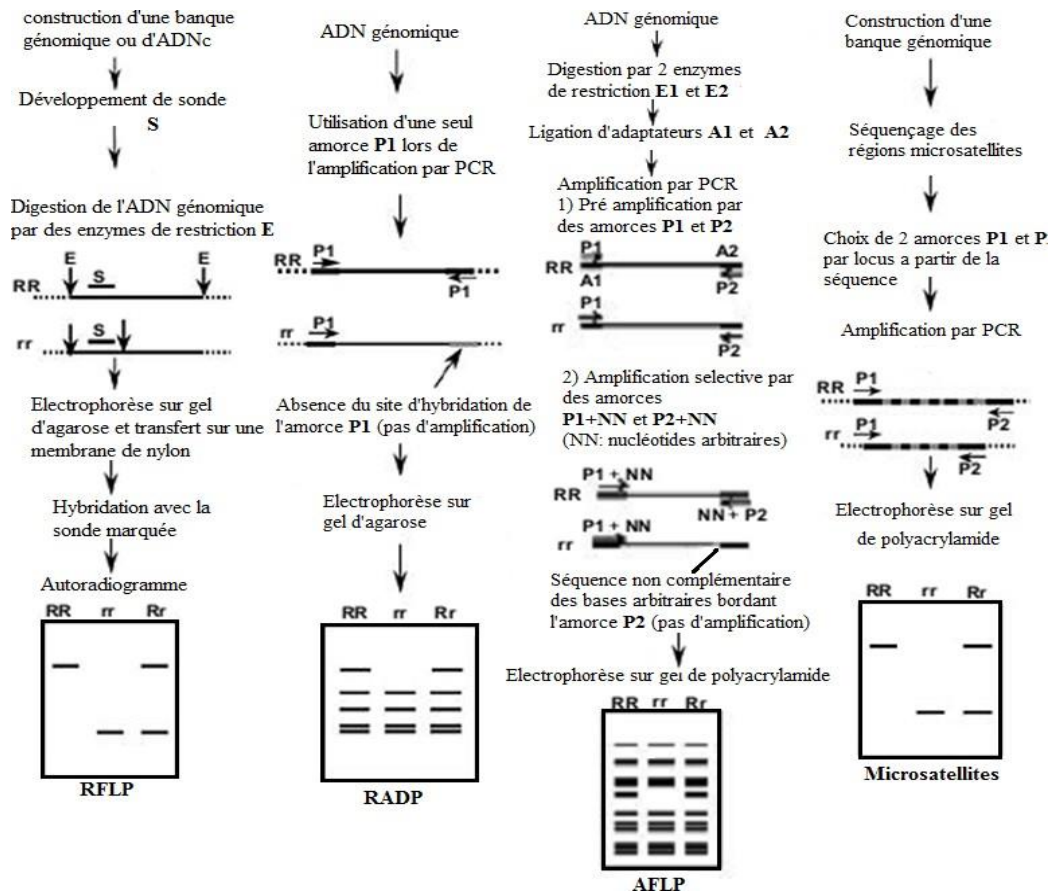 construction d'une banque
génomique ou d'ADNc
Développement de sonde
S
Digestion de l'ADN génomique
par des enzymes de restriction E
E E
S
RR
S
rr
Electrophorèse sur gel
d'agarose et transfert sur une
membrane de nylon
Hybridation avec la
sonde marquée
Autoradiogramme
RR rr Rr
RFLP
ADN génomique
Utilisation d'une seul
amorce P1 lors de
l'amplification par PCR
P1
RR
P1
P1
rr
Absence du site d'hybridation de
l'amorce P1 (pas d'amplification)
Electrophorèse sur
gel d'agarose
RR rr Rr
RADP
ADN génomique
Digestion par 2 enzymes
de restriction E1 et E2
Ligation d'adaptateurs A1 et A2
Amplification par PCR
1) Pré amplification par
des amorces P1 et P2
P1 A2
RR
A1 P2
P1
rr
P2
2) Amplification selective par
des amorces
P1+NN et P2+NN
(NN: nucléotides arbitraires)
P1 + NN
RR
NN + P2
P1 + NN
rr
Séquence non complémentaire
des bases arbitraires bordant
l'amorce P2 (pas d'amplification)
Electrophorèse sur gel de polyacrylamide
RR rr Rr
AFLP
Construction d'une
banque génomique
Séquençage des
régions microsatellites
Choix de 2 amorces P1 et P
par locus a partir de la
séquence
Amplification par PCR
P1
RR
P2
P1
rr
P2
Electrophorèse sur gel
de polyacrylamide
RR rr Rr
Microsatellites